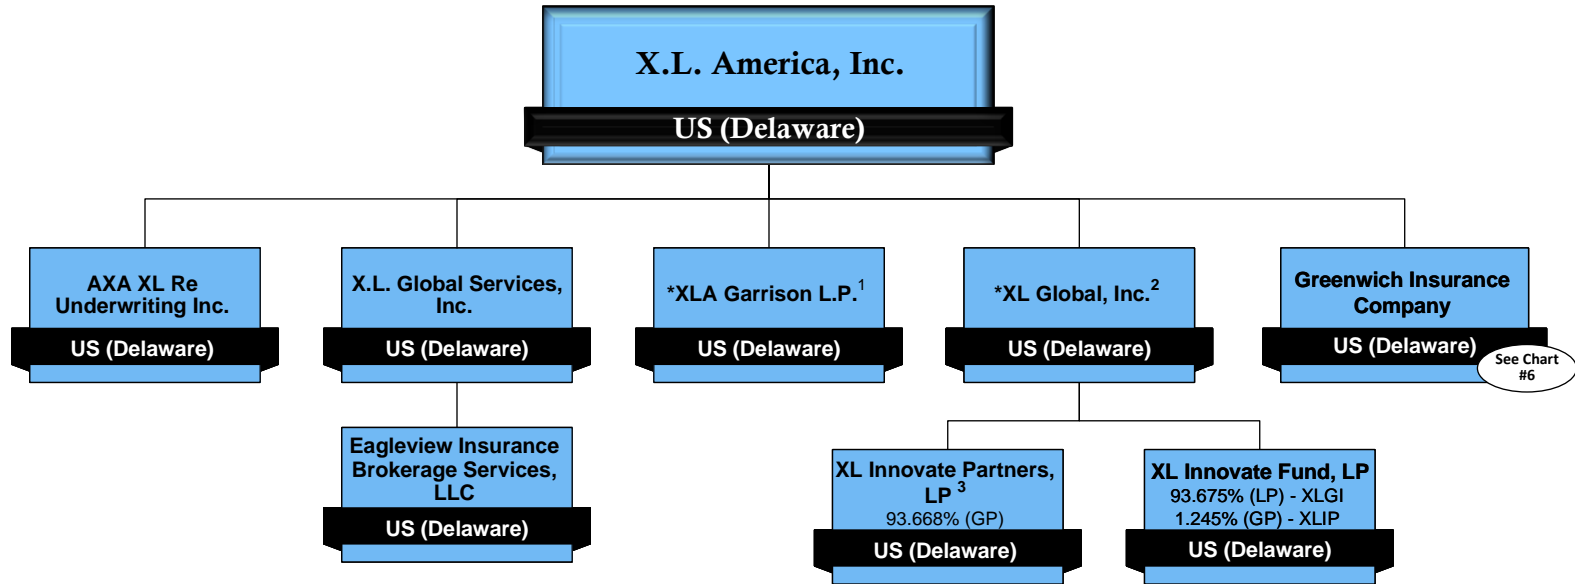 X.L. America, Inc.
US (Delaware)
AXA XL Re
Underwriting Inc.
US (Delaware)
X.L. Global Services,
Inc.
US (Delaware)
*XLA Garrison L.P.1
US (Delaware)
*XL Global, Inc.2
US (Delaware)
Greenwich Insurance
Company
US (Delaware)
See Chart
#6
Eagleview Insurance
Brokerage Services,
LLC
US (Delaware)
XL Innovate Partners,
LP 3
93.668% (GP)
US (Delaware)
XL Innovate Fund, LP
93.675% (LP) - XLGI
1.245% (GP) - XLIP
US (Delaware)